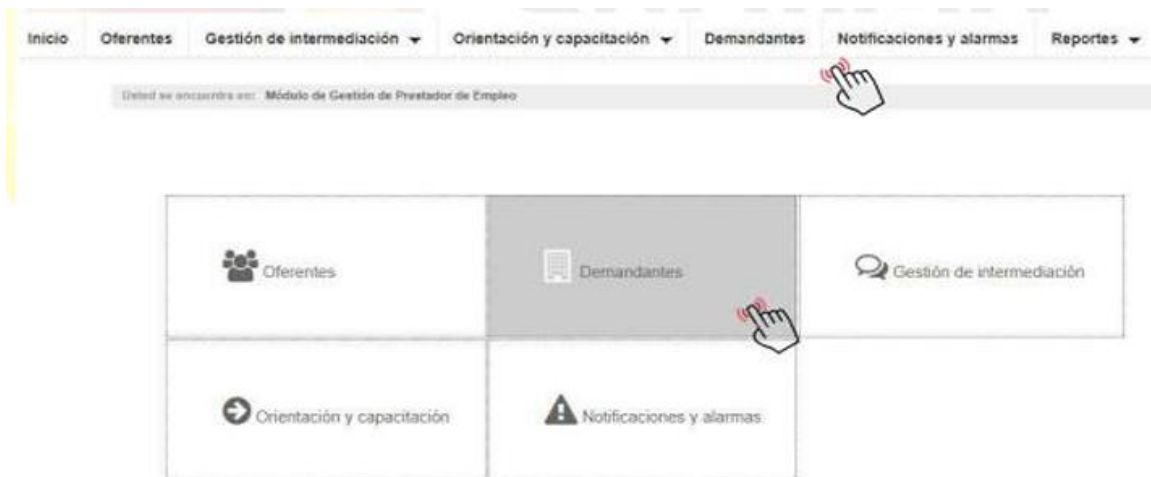 Inicio Oferentes Gestión de intermediación Orientación y capacitación Demandantes Notificaciones y alarmas Reportes
Usted se encuentra en: Módulo de Gestión de Prestador de Empleo
Oferentes Demandantes Gestión de intermediación
Orientación y capacitación Notificaciones y alarmas